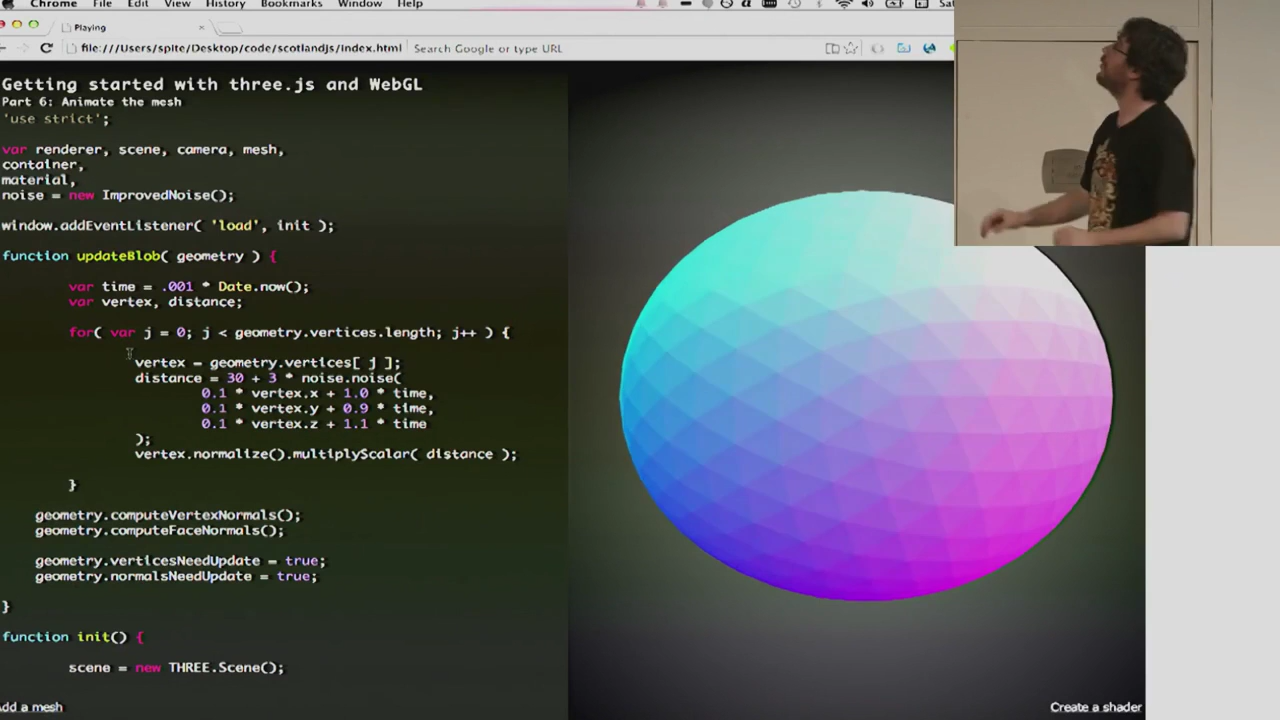 Chrome File Edit View History Bookmarks Window Help
Playing
file:///Users/spite/Desktop/code/scotlandjs/index.html Search Google or type URL
Getting started with three.js and WebGL
Part 6: Animate the mesh
'use strict';
var renderer, scene, camera, mesh,
container,
material,
noise = new ImprovedNoise();
window.addEventListener( 'load', init );
function updateBlob( geometry ) {
var time = .001 * Date.now();
var vertex, distance;
for( var j = 0; j < geometry.vertices.length; j++ ) {
vertex = geometry.vertices[ j ];
distance = 30 + 3 * noise.noise(
0.1 * vertex.x + 1.0 * time,
0.1 * vertex.y + 0.9 * time,
0.1 * vertex.z + 1.1 * time
);
vertex.normalize().multiplyScalar( distance );
}
geometry.computeVertexNormals();
geometry.computeFaceNormals();
geometry.verticesNeedUpdate = true;
geometry.normalsNeedUpdate = true;
}
function init() {
scene = new THREE.Scene();
Add a mesh
Create a shader